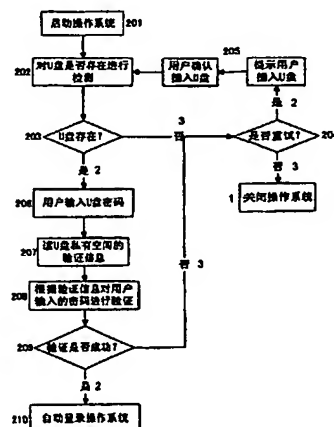 启动操作系统
201
对U盘是否存在进行
检测
202
用户确认
插入U盘
205
提示用户
插入U盘
U盘存在?
203
3
否
是 2
是否重试?
20
是 2
否 3
1
关闭操作系统
用户输入U盘密码
206
读U盘私有空间的
验证信息
207
根据验证信息对用户
输入的密码进行验证
208
否 3
验证是否成功?
209
是 2
自动登录操作系统
210